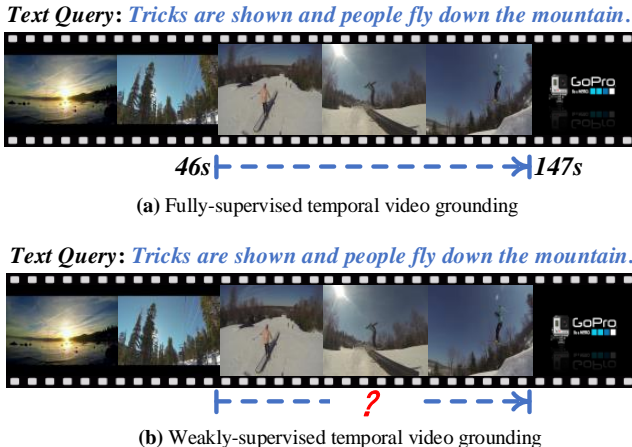 Text Query: Tricks are shown and people fly down the mountain.
GoPro
46s 147s
(a) Fully-supervised temporal video grounding
Text Query: Tricks are shown and people fly down the mountain.
GoPro
?
(b) Weakly-supervised temporal video grounding